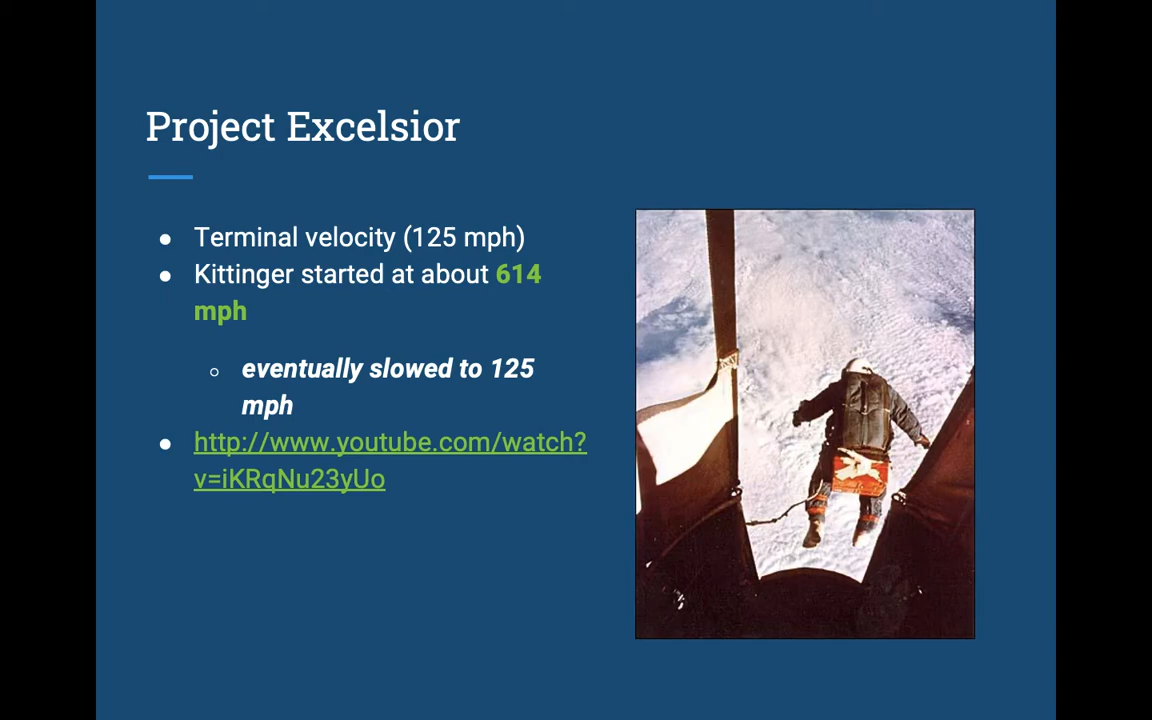 Project Excelsior
Terminal velocity (125 mph)
Kittinger started at about 614
mph
eventually slowed to 125
mph
http://www.youtube.com/watch?
v=iKRqNu23yUo